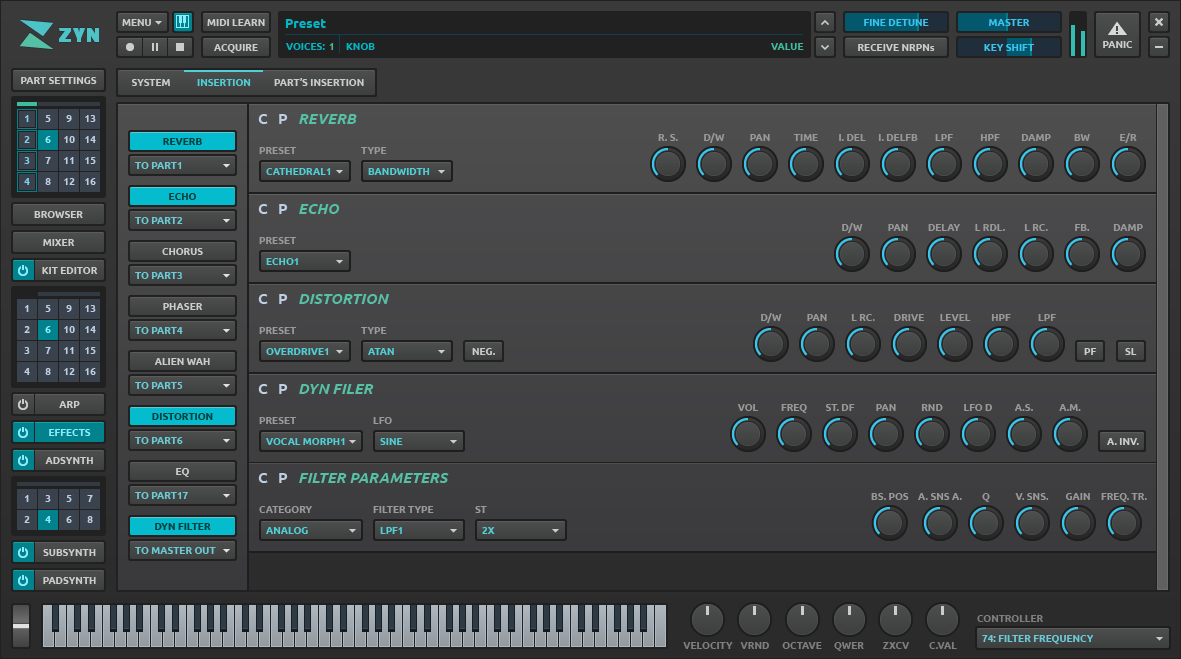 ZYN
MENU
MIDI LEARN
ACQUIRE
Preset
VOICES: 1
KNOB
VALUE
FINE DETUNE
MASTER
RECEIVE NRPNs
KEY SHIFT
PANIC
PART SETTINGS
1 5 9 13
2 6 10 14
3 7 11 15
4 8 12 16
BROWSER
MIXER
KIT EDITOR
1 5 9 13
2 6 10 14
3 7 11 15
4 8 12 16
ARP
EFFECTS
ADSYNTH
1 3 5 7
2 4 6 8
SUBSYNTH
PADSYNTH
SYSTEM INSERTION PART'S INSERTION
REVERB
TO PART1
ECHO
TO PART2
CHORUS
TO PART3
PHASER
TO PART4
ALIEN WAH
TO PART5
DISTORTION
TO PART6
EQ
TO PART17
DYN FILTER
TO MASTER OUT
C P REVERB
PRESET TYPE
CATHEDRAL1 BANDWIDTH
R. S. D/W PAN TIME I. DEL I. DELFB LPF HPF DAMP BW E/R
C P ECHO
PRESET
ECHO1
D/W PAN DELAY L RDL. L RC. FB. DAMP
C P DISTORTION
PRESET TYPE
OVERDRIVE1 ATAN NEG.
D/W PAN L RC. DRIVE LEVEL HPF LPF
PF SL
C P DYN FILER
PRESET LFO
VOCAL MORPH1 SINE
VOL FREQ ST. DF PAN RND LFO D A.S. A.M.
A. INV.
C P FILTER PARAMETERS
CATEGORY FILTER TYPE ST
ANALOG LPF1 2X
BS. POS A. SNS A. Q V. SNS. GAIN FREQ. TR.
VELOCITY VRND OCTAVE QWER ZXCV C.VAL
CONTROLLER
74: FILTER FREQUENCY